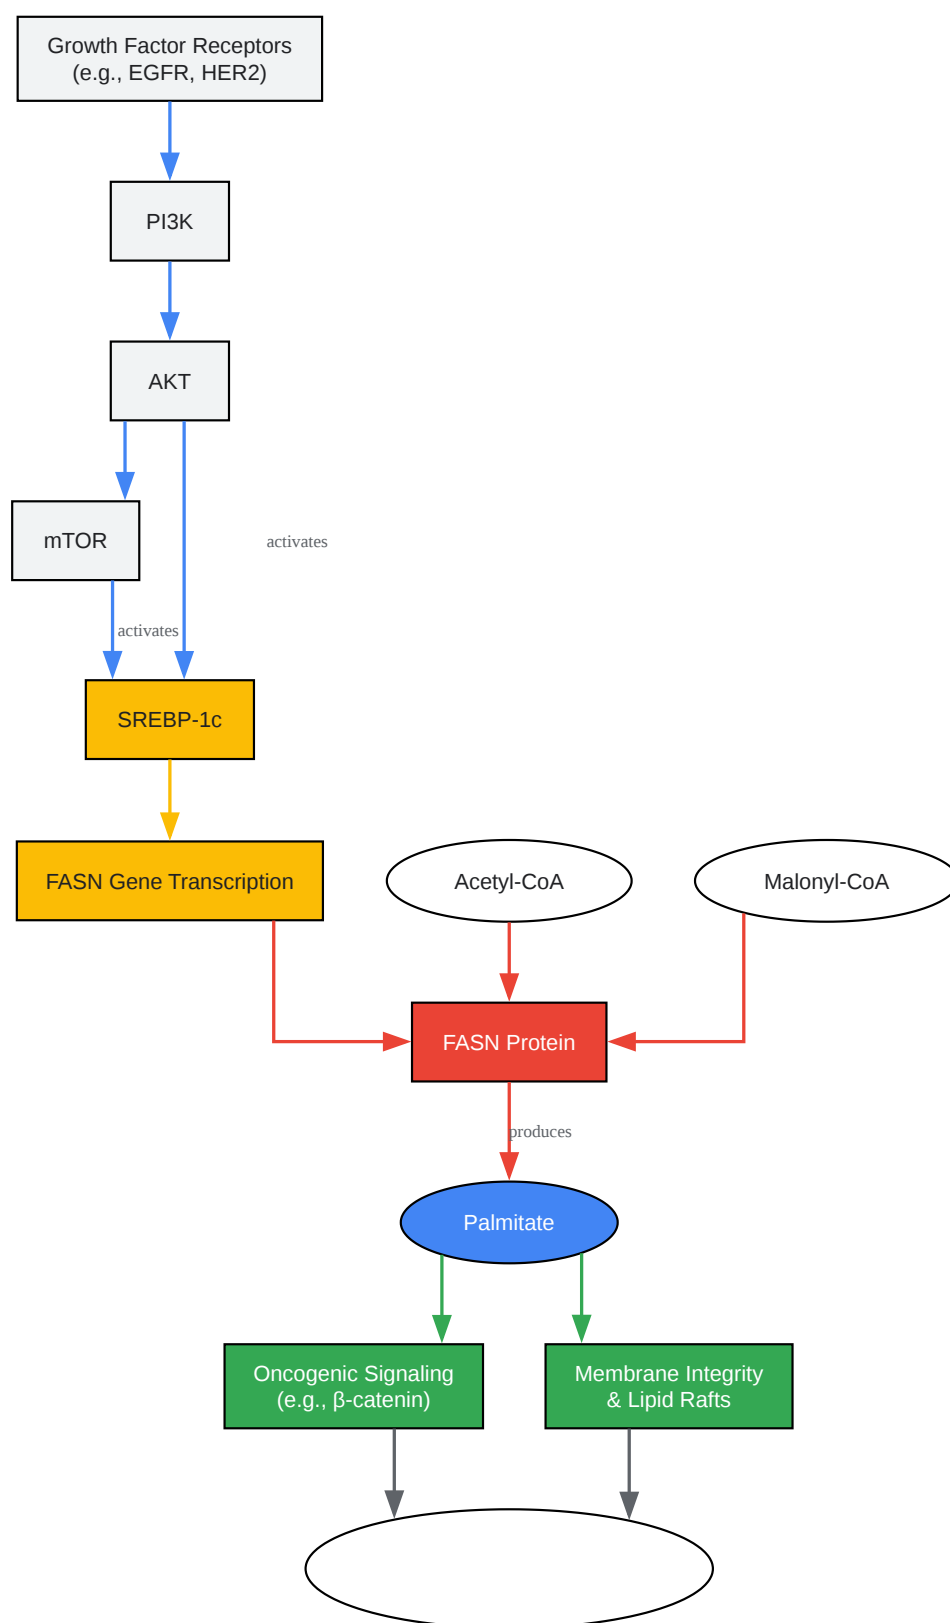 Growth Factor Receptors
(e.g., EGFR, HER2)
PI3K
AKT
mTOR
activates
activates
SREBP-1c
FASN Gene Transcription
Acetyl-CoA
Malonyl-CoA
FASN Protein
produces
Palmitate
Oncogenic Signaling
(e.g., β-catenin)
Membrane Integrity
& Lipid Rafts